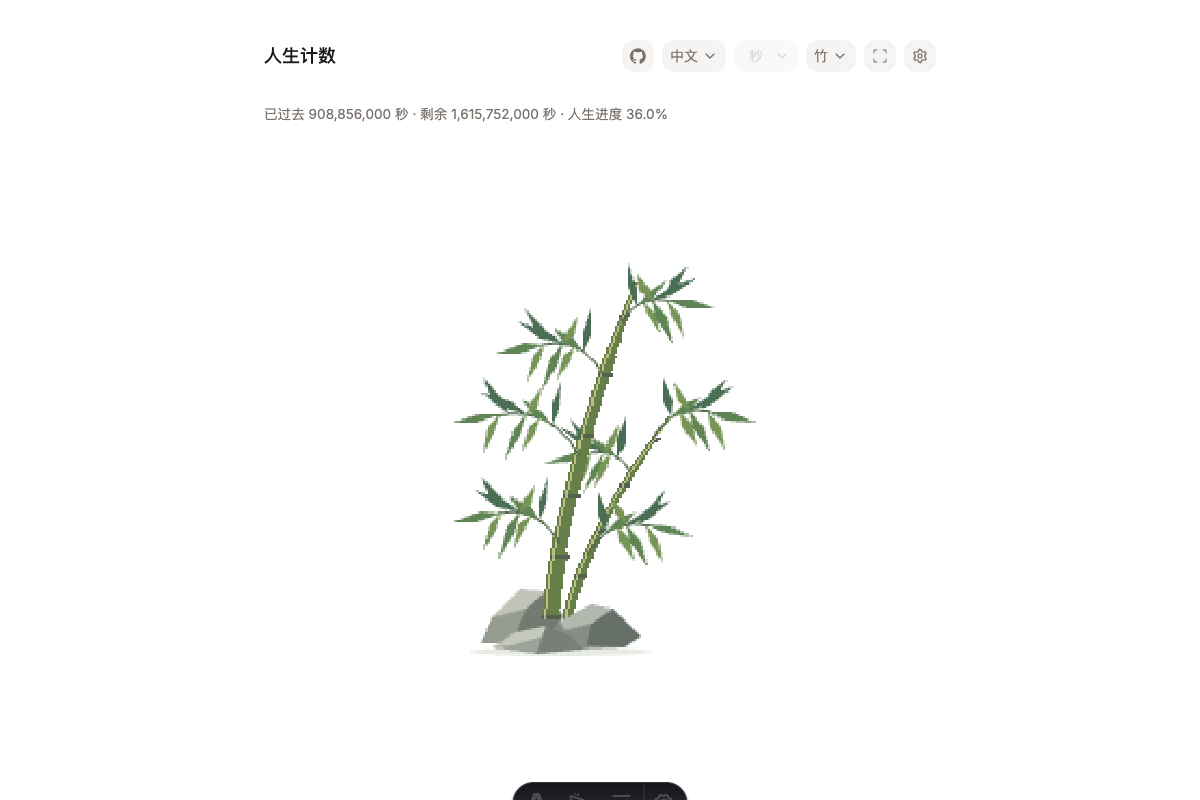 人生计数
中文
秒
竹
已过去 908,856,000 秒 · 剩余 1,615,752,000 秒 · 人生进度 36.0%